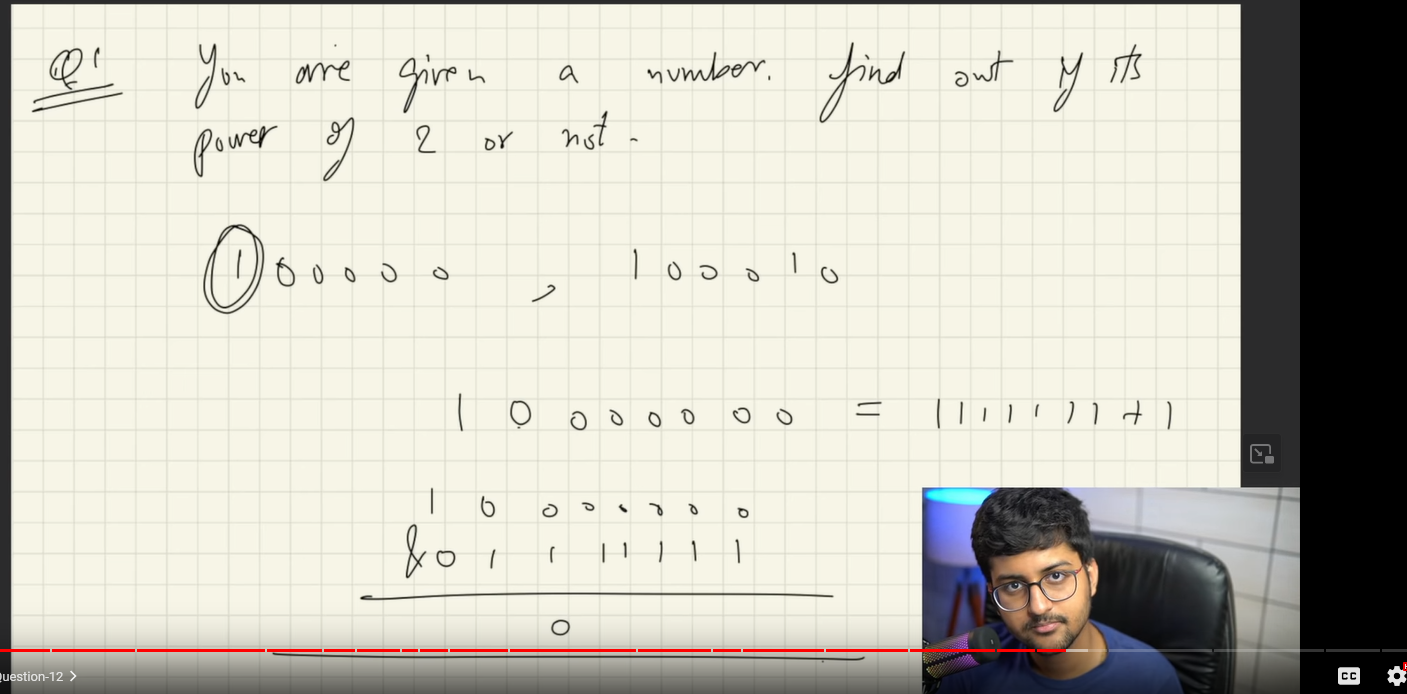 Q1 You are given a number. find out if its
power of 2 or not.
1 0 0 0 0 0 , 1 0 0 0 1 0
1 0 0 0 0 0 0 0 = 1 1 1 1 1 1 1 + 1
1 0 0 0 0 0 0 0
& 0 1 1 1 1 1 1 1
0
Question-12 >
CC